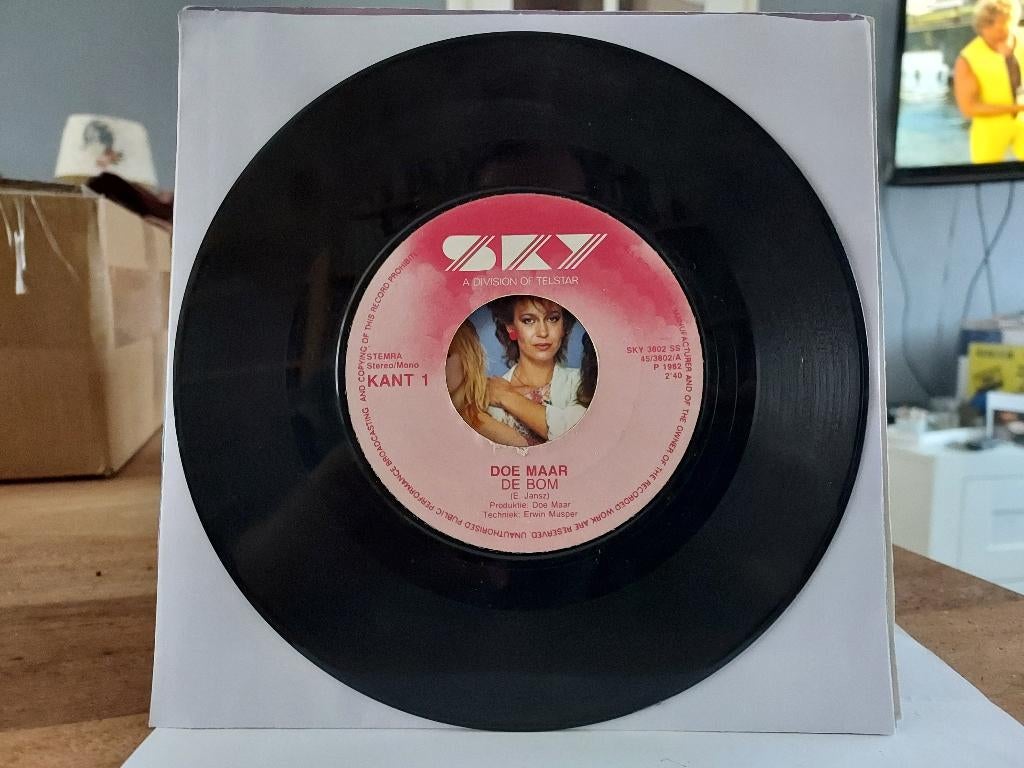 SKY
A DIVISION OF TELSTAR
STEMRA
Stereo/Mono
KANT 1
SKY 3602 SS
45/3802/A
P 1982
2'40
DOE MAAR
DE BOM
(E. Jansz)
Produktie: Doe Maar
Techniek: Erwin Musper
MANUFACTURER AND OF THE OWNER OF THE RECORDED WORK ARE RESERVED. UNAUTHORISED PUBLIC PERFORMANCE BROADCASTING AND COPYING OF THIS RECORD PROHIBITE